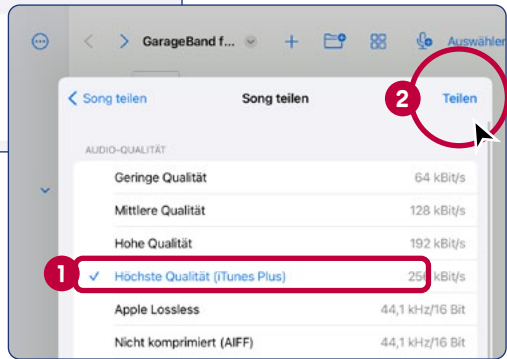 GarageBand f... Auswählen
Song teilen Song teilen 2 Teilen
AUDIO-QUALITÄT
Geringe Qualität 64 kBit/s
Mittlere Qualität 128 kBit/s
Hohe Qualität 192 kBit/s
1 Höchste Qualität (iTunes Plus) 256 kBit/s
Apple Lossless 44,1 kHz/16 Bit
Nicht komprimiert (AIFF) 44,1 kHz/16 Bit